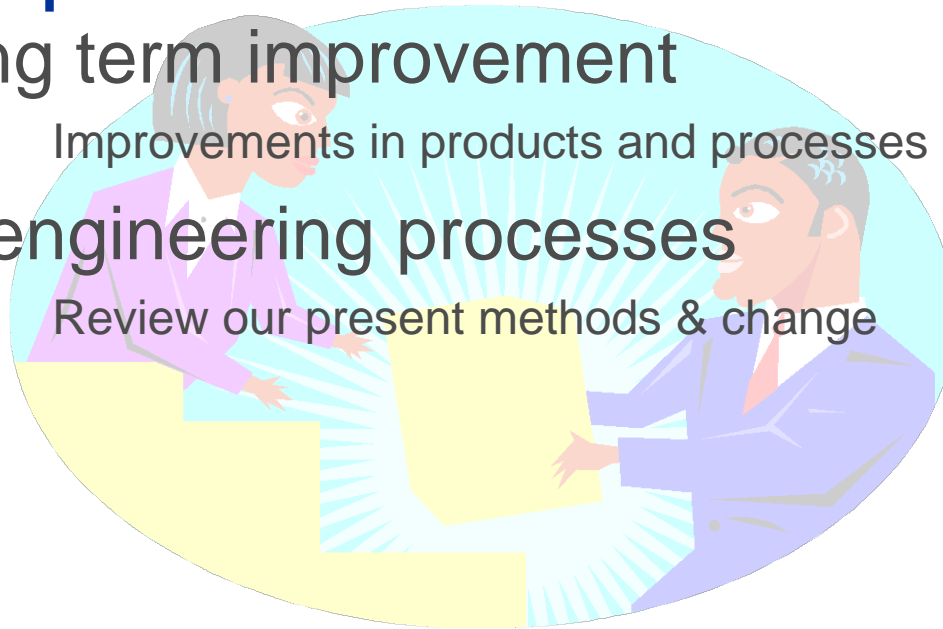 ng term improvement
Improvements in products and processes
engineering processes
Review our present methods & change